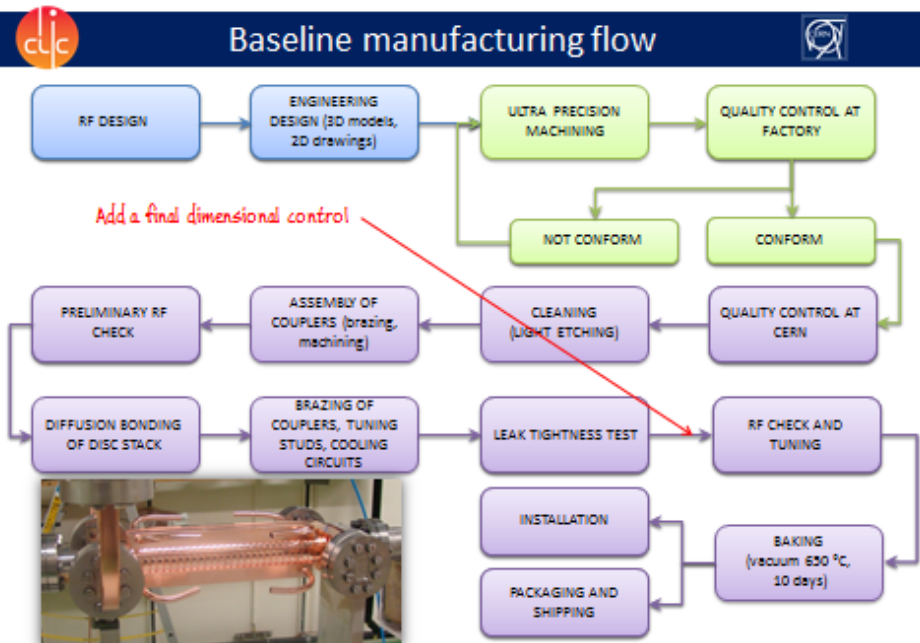 clic
Baseline manufacturing flow
CERN
RF DESIGN
ENGINEERING
DESIGN (3D models,
2D drawings)
ULTRA PRECISION
MACHINING
QUALITY CONTROL AT
FACTORY
Add a final dimensional control
NOT CONFORM
CONFORM
PRELIMINARY RF
CHECK
ASSEMBLY OF
COUPLERS (brazing,
machining)
CLEANING
(LIGHT ETCHING)
QUALITY CONTROL AT
CERN
DIFFUSION BONDING
OF DISC STACK
BRAZING OF
COUPLERS, TUNING
STUDS, COOLING
CIRCUITS
LEAK TIGHTNESS TEST
RF CHECK AND
TUNING
INSTALLATION
BAKING
(vacuum 650 °C,
10 days)
PACKAGING AND
SHIPPING